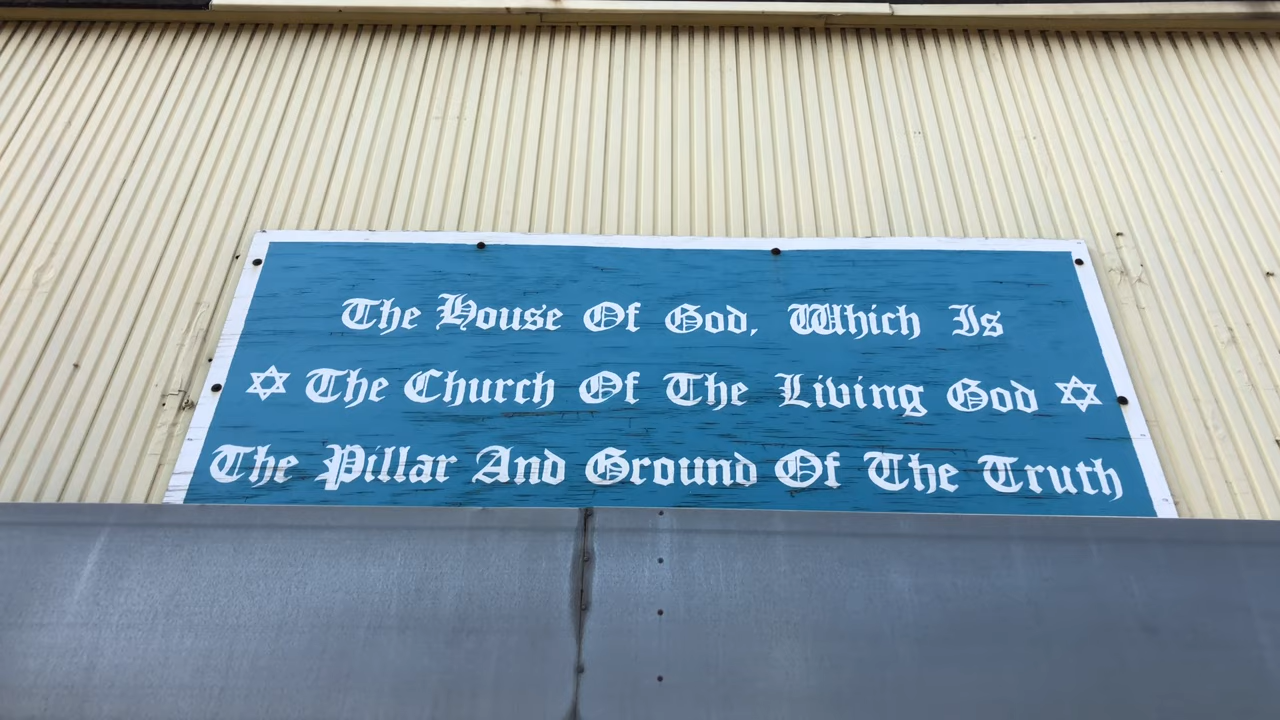 The House Of God, Which Is
✡ The Church Of The Living God ✡
The Pillar And Ground Of The Truth